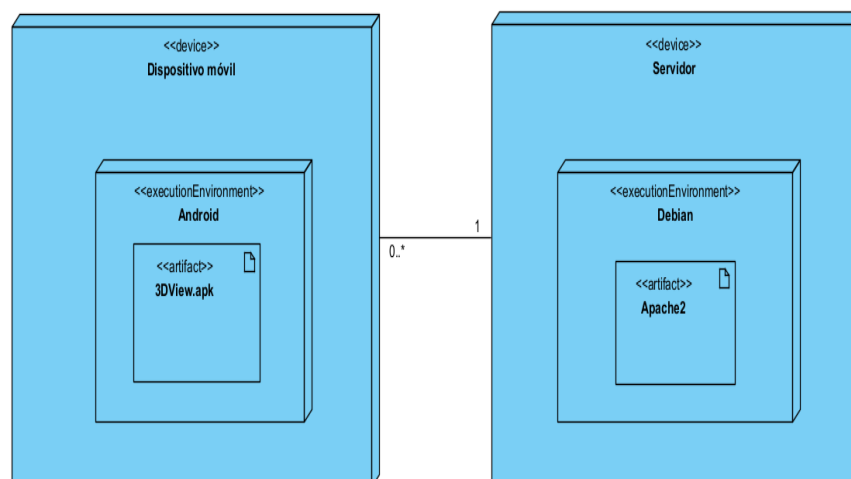 <<device>>
Dispositivo móvil
<<executionEnvironment>>
Android
<<artifact>>
3DView.apk
0..*
1
<<device>>
Servidor
<<executionEnvironment>>
Debian
<<artifact>>
Apache2